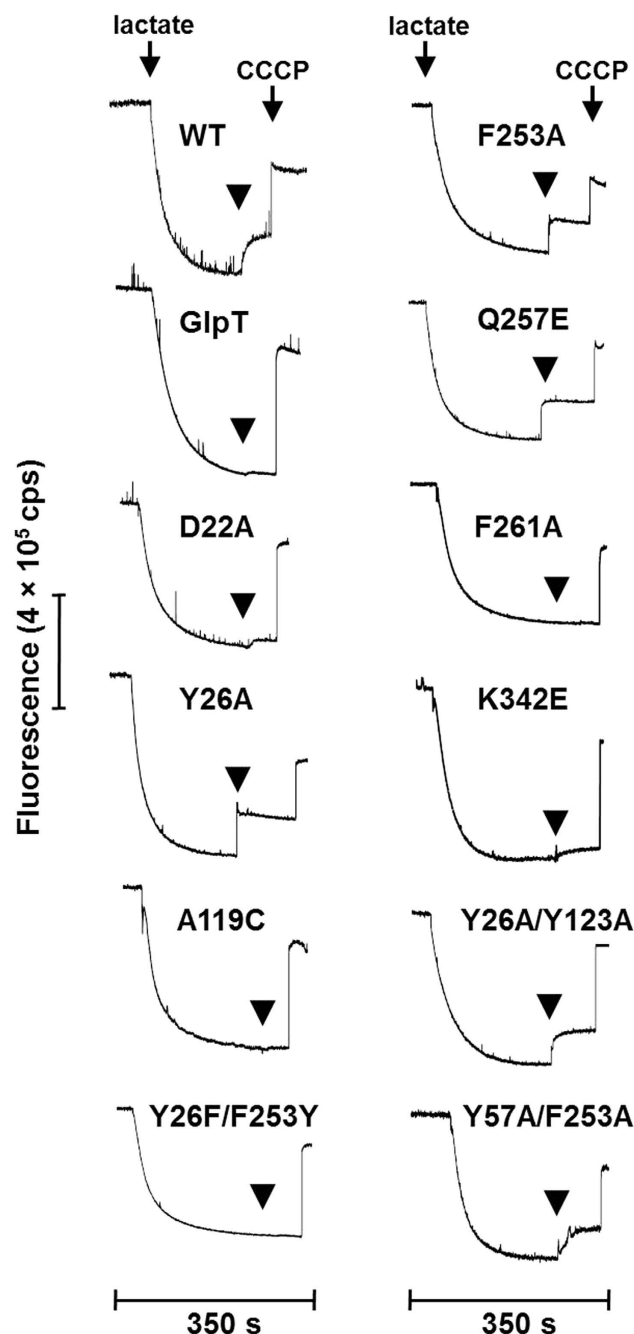 lactate
CCCP
WT
GlpT
D22A
Y26A
A119C
Y26F/F253Y
350 s
Fluorescence (4 × 10⁵ cps)
lactate
CCCP
F253A
Q257E
F261A
K342E
Y26A/Y123A
Y57A/F253A
350 s